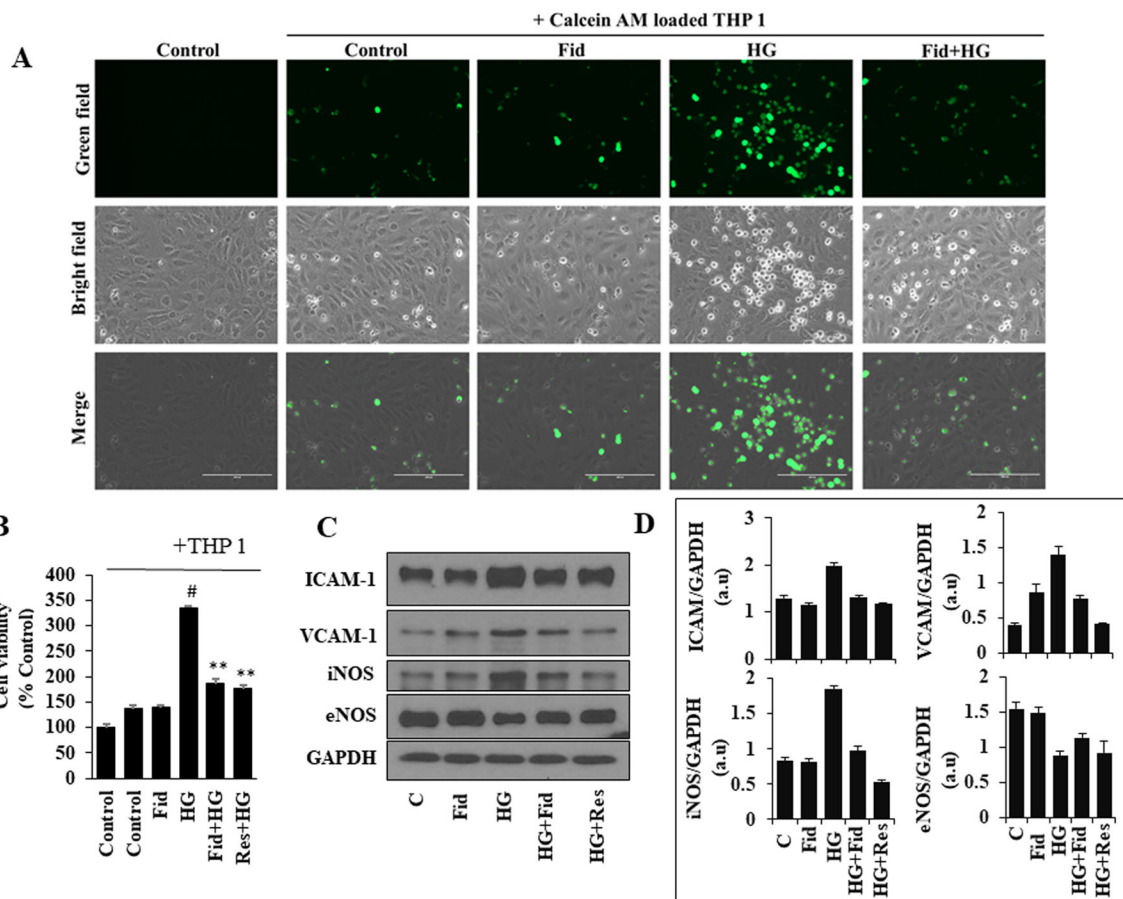 + Calcein AM loaded THP 1
A
Control
Control
Fid
HG
Fid+HG
Green field
Bright field
Merge
B
+THP 1
Cell viability
(% Control)
400
350
300
250
200
150
100
50
0
#
**
**
Control
Control
Fid
HG
Fid+HG
Res+HG
C
ICAM-1
VCAM-1
iNOS
eNOS
GAPDH
C
Fid
HG
HG+Fid
HG+Res
D
ICAM/GAPDH
(a.u)
3
2
1
0
VCAM/GAPDH
(a.u)
2
1.5
1
0.5
0
iNOS/GAPDH
(a.u)
2
1.5
1
0.5
0
C
Fid
HG
HG+Fid
HG+Res
eNOS/GAPDH
(a.u)
2
1.5
1
0.5
0
C
Fid
HG
HG+Fid
HG+Res